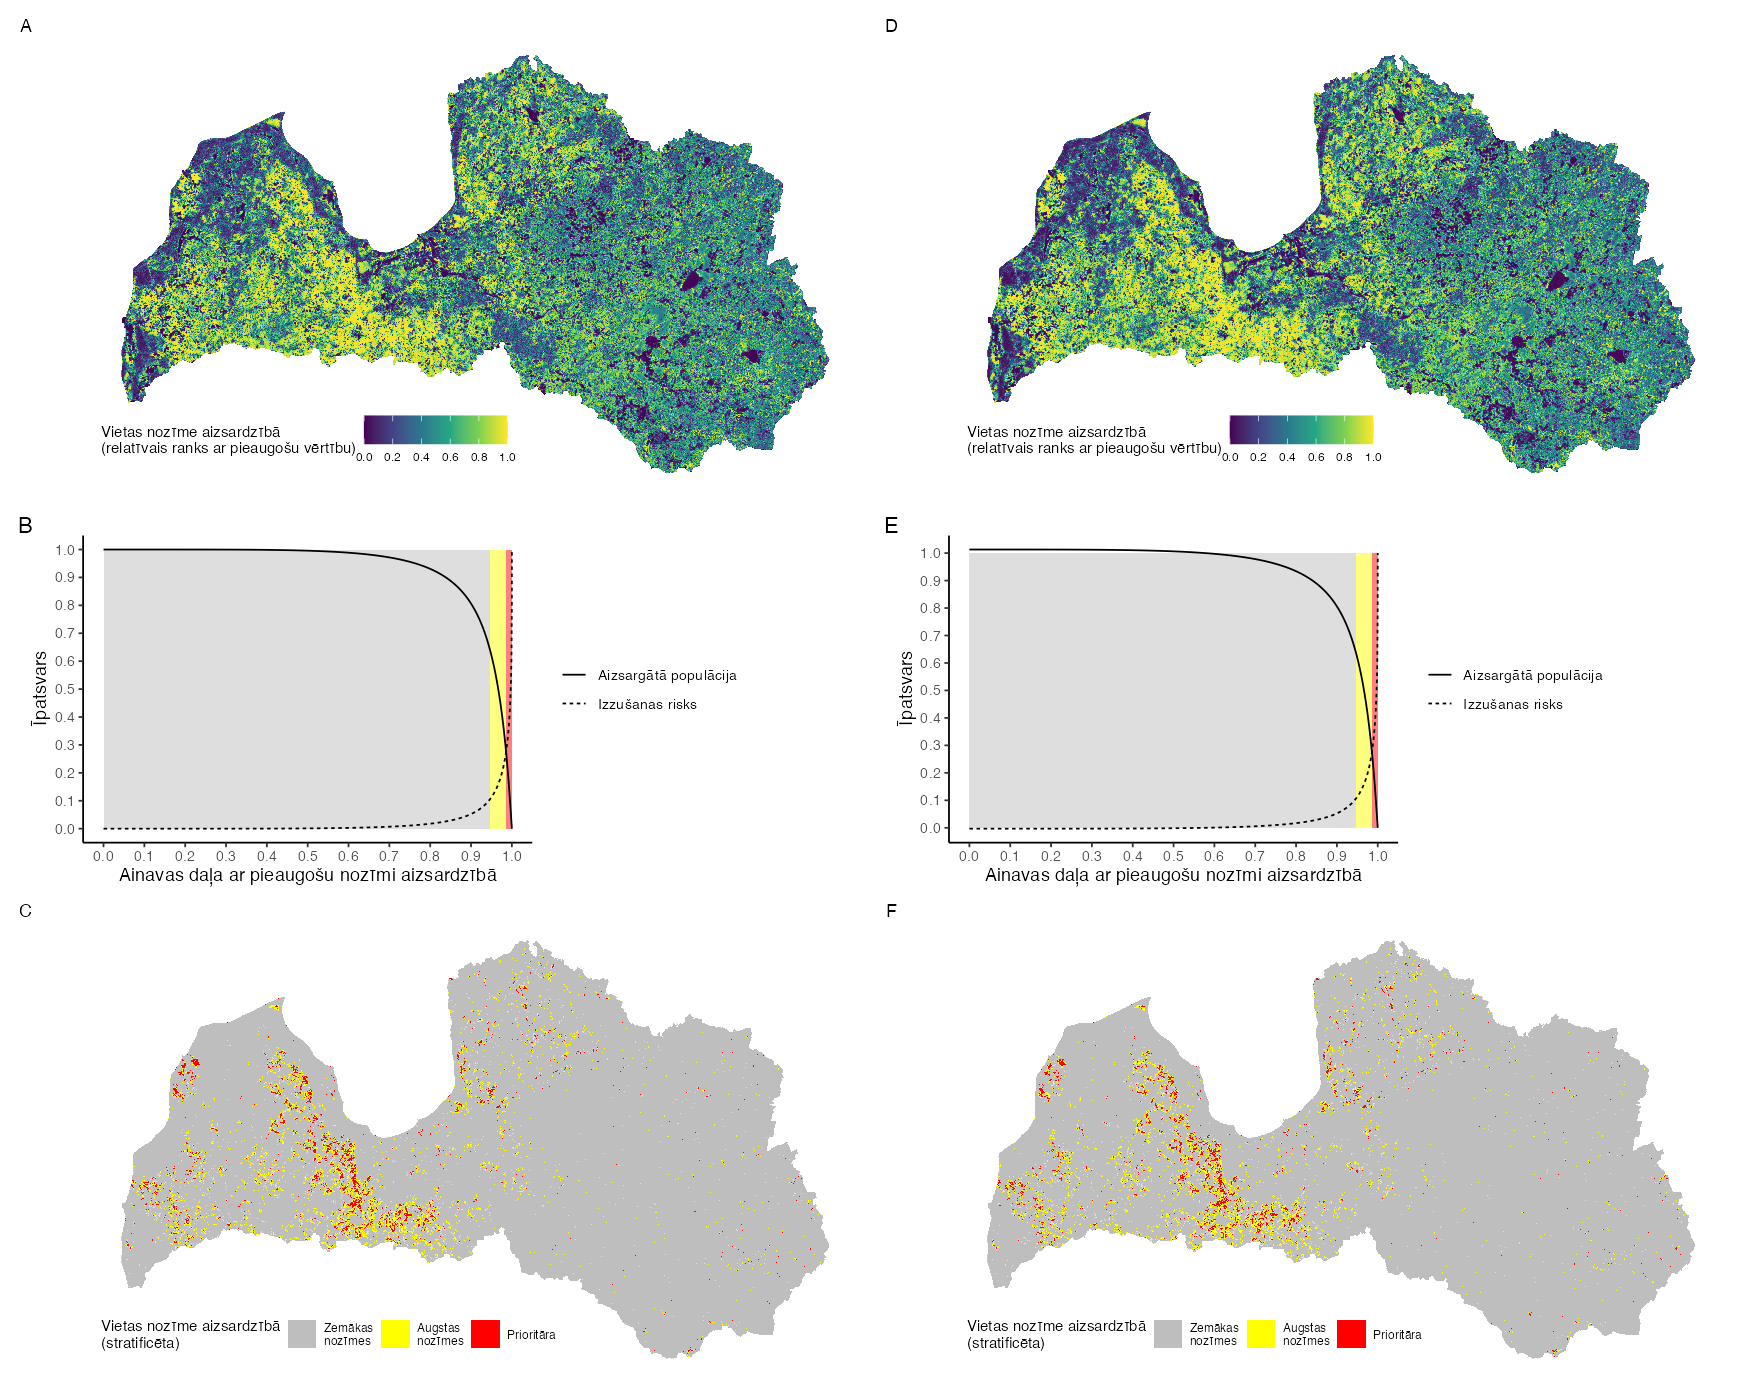 A
Vietas nozīme aizsardzībā
(relatīvais ranks ar pieaugošu vērtību)
0.0 0.2 0.4 0.6 0.8 1.0
D
Vietas nozīme aizsardzībā
(relatīvais ranks ar pieaugošu vērtību)
0.0 0.2 0.4 0.6 0.8 1.0
B
Īpatsvars
1.0
0.9
0.8
0.7
0.6
0.5
0.4
0.3
0.2
0.1
0.0
0.0 0.1 0.2 0.3 0.4 0.5 0.6 0.7 0.8 0.9 1.0
Ainavas daļa ar pieaugošu nozīmi aizsardzībā
Aizsargātā populācija
Izzušanas risks
E
Īpatsvars
1.0
0.9
0.8
0.7
0.6
0.5
0.4
0.3
0.2
0.1
0.0
0.0 0.1 0.2 0.3 0.4 0.5 0.6 0.7 0.8 0.9 1.0
Ainavas daļa ar pieaugošu nozīmi aizsardzībā
Aizsargātā populācija
Izzušanas risks
C
Vietas nozīme aizsardzībā
(stratificēta)
Zemākas
nozīmes
Augstas
nozīmes
Prioritāra
F
Vietas nozīme aizsardzībā
(stratificēta)
Zemākas
nozīmes
Augstas
nozīmes
Prioritāra